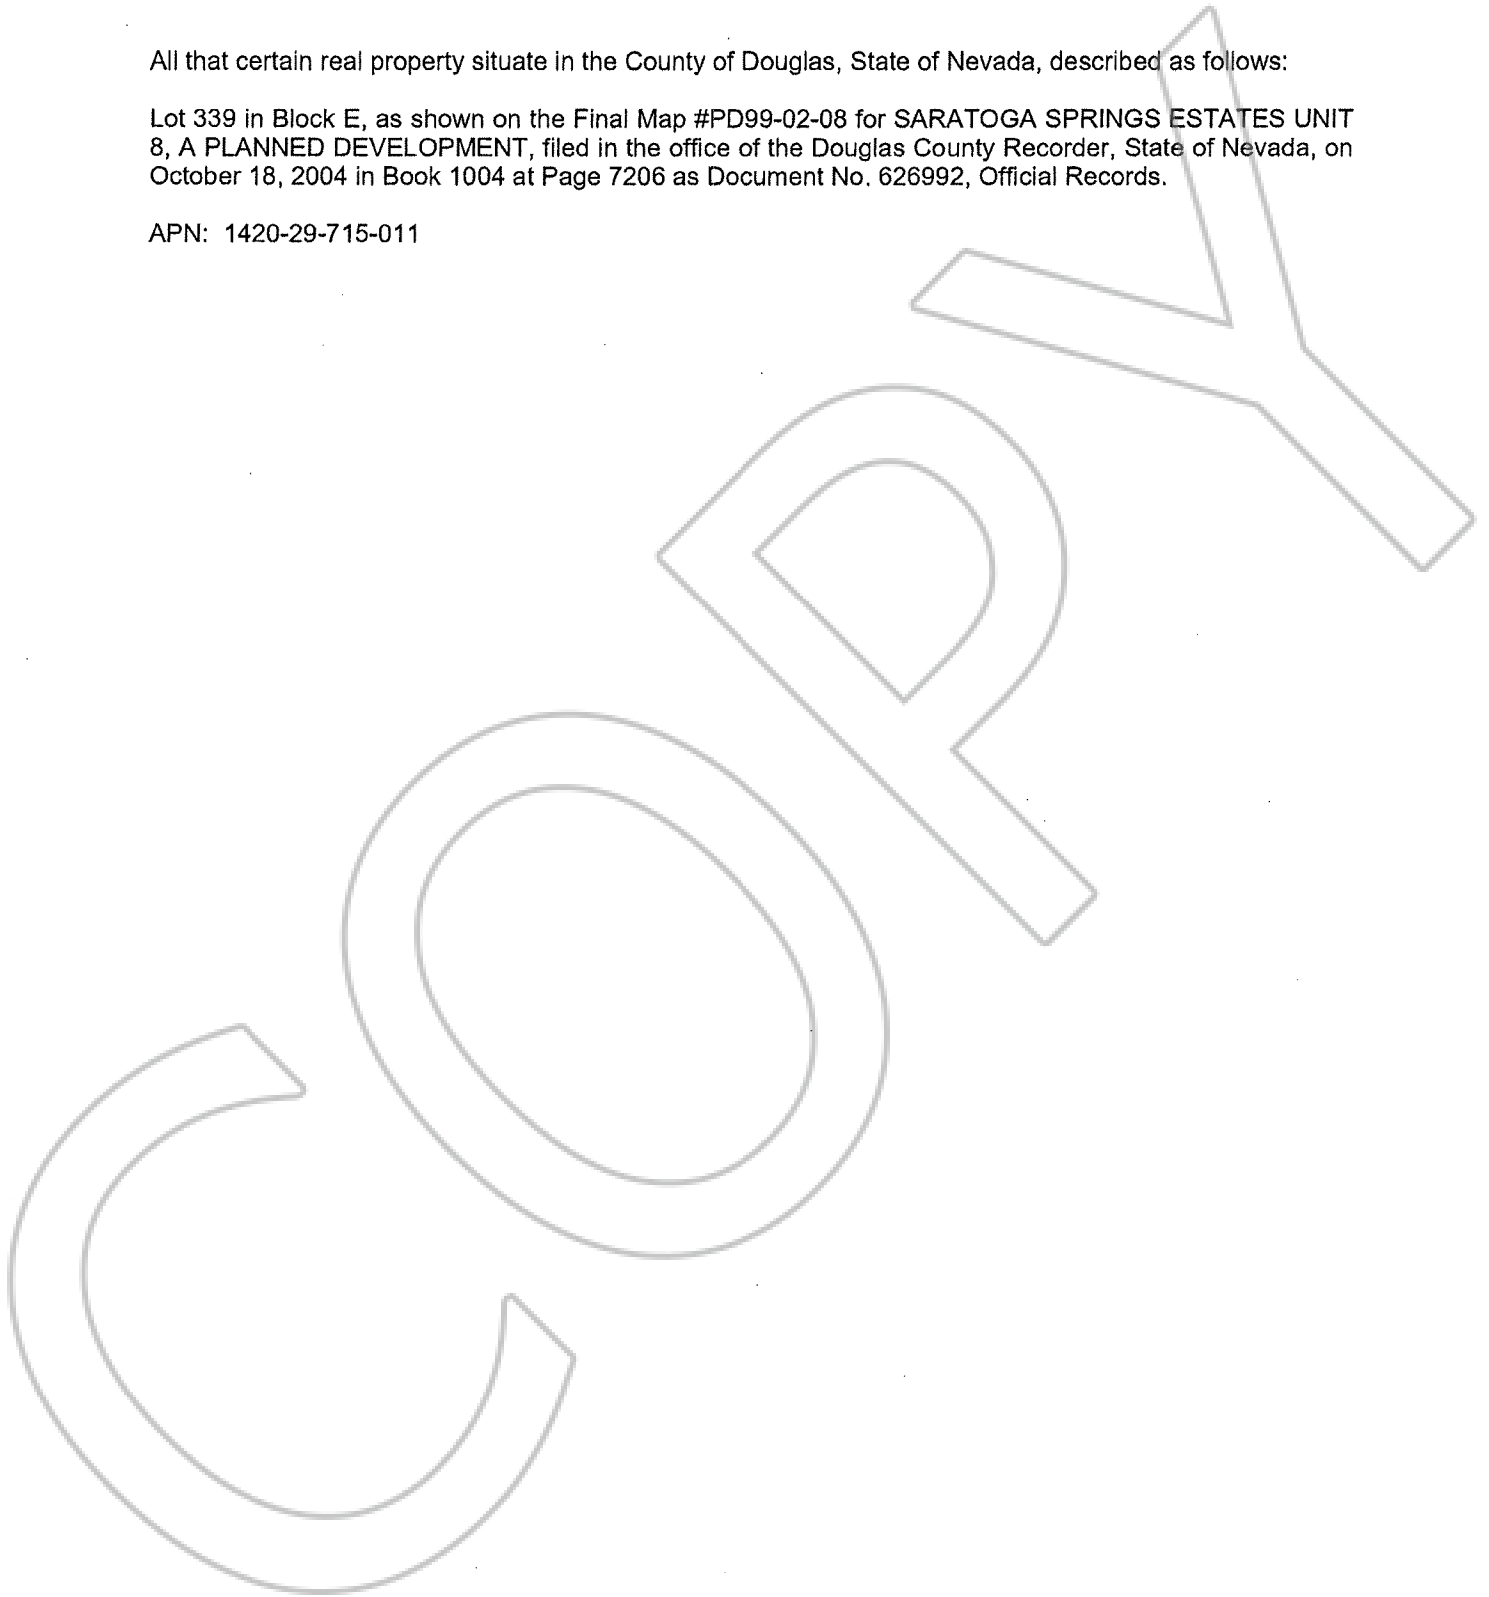 All that certain real property situate in the County of Douglas, State of Nevada, described as follows:
Lot 339 in Block E, as shown on the Final Map #PD99-02-08 for SARATOGA SPRINGS ESTATES UNIT
8, A PLANNED DEVELOPMENT, filed in the office of the Douglas County Recorder, State of Nevada, on
October 18, 2004 in Book 1004 at Page 7206 as Document No. 626992, Official Records.
APN: 1420-29-715-011
COPY